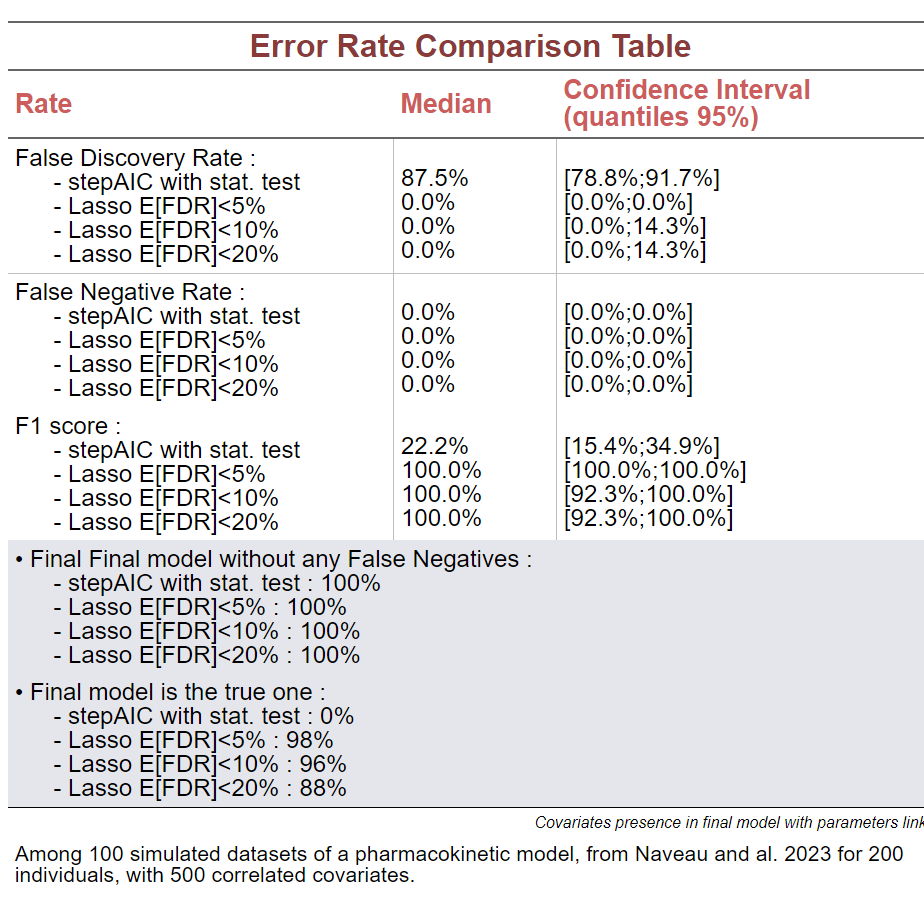 Error Rate Comparison Table
Rate Median Confidence Interval (quantiles 95%)
False Discovery Rate :
- stepAIC with stat. test 87.5% [78.8%;91.7%]
- Lasso E[FDR]<5% 0.0% [0.0%;0.0%]
- Lasso E[FDR]<10% 0.0% [0.0%;14.3%]
- Lasso E[FDR]<20% 0.0% [0.0%;14.3%]
False Negative Rate :
- stepAIC with stat. test 0.0% [0.0%;0.0%]
- Lasso E[FDR]<5% 0.0% [0.0%;0.0%]
- Lasso E[FDR]<10% 0.0% [0.0%;0.0%]
- Lasso E[FDR]<20% 0.0% [0.0%;0.0%]
F1 score :
- stepAIC with stat. test 22.2% [15.4%;34.9%]
- Lasso E[FDR]<5% 100.0% [100.0%;100.0%]
- Lasso E[FDR]<10% 100.0% [92.3%;100.0%]
- Lasso E[FDR]<20% 100.0% [92.3%;100.0%]
• Final Final model without any False Negatives :
- stepAIC with stat. test : 100%
- Lasso E[FDR]<5% : 100%
- Lasso E[FDR]<10% : 100%
- Lasso E[FDR]<20% : 100%
• Final model is the true one :
- stepAIC with stat. test : 0%
- Lasso E[FDR]<5% : 98%
- Lasso E[FDR]<10% : 96%
- Lasso E[FDR]<20% : 88%
Covariates presence in final model with parameters link
Among 100 simulated datasets of a pharmacokinetic model, from Naveau and al. 2023 for 200
individuals, with 500 correlated covariates.